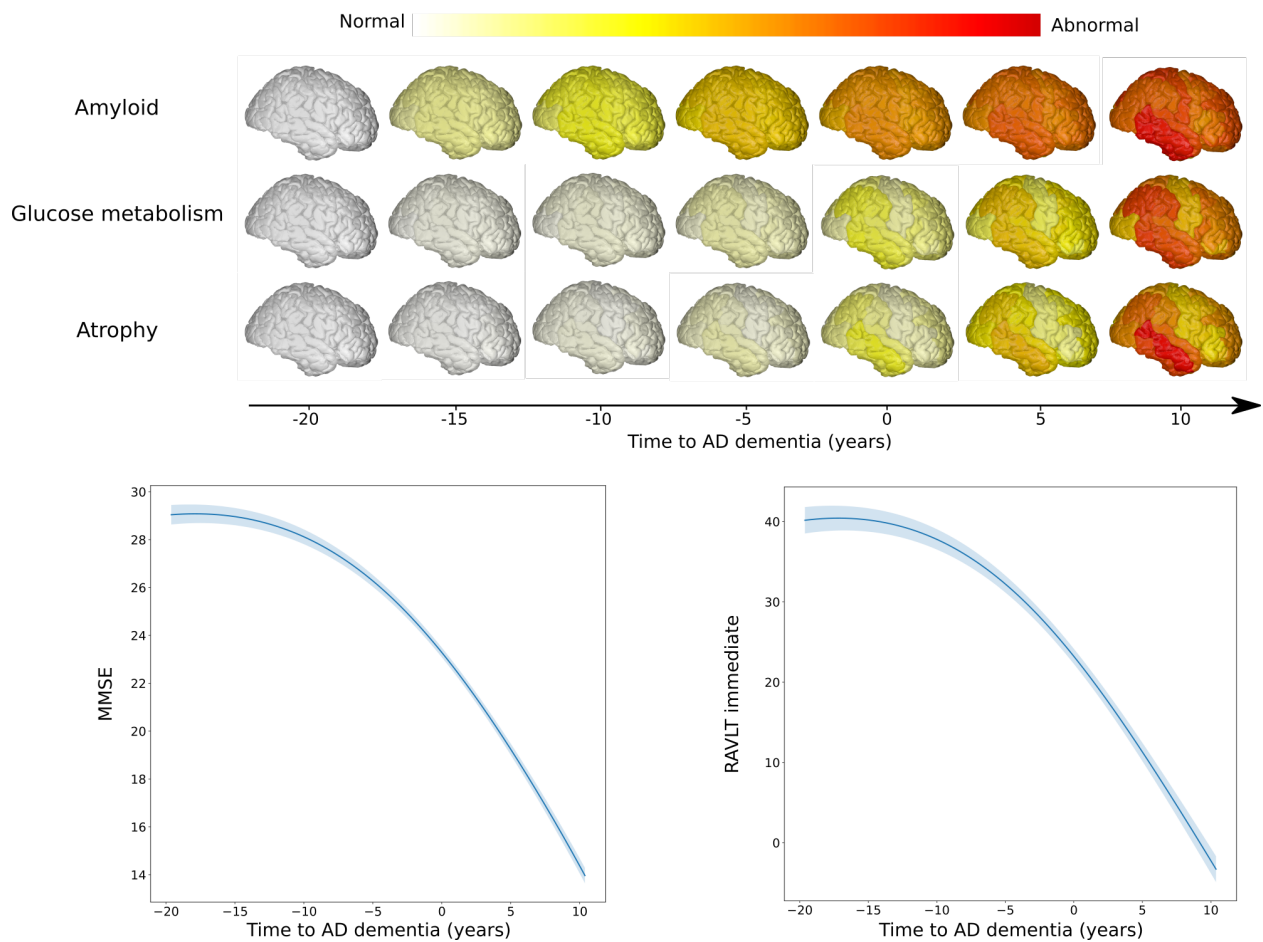 Normal
Abnormal
Amyloid
Glucose metabolism
Atrophy
-20 -15 -10 -5 0 5 10
Time to AD dementia (years)
30
28
26
24
22
20
18
16
14
MMSE
−20 −15 −10 −5 0 5 10
Time to AD dementia (years)
40
30
20
10
0
RAVLT immediate
−20 −15 −10 −5 0 5 10
Time to AD dementia (years)